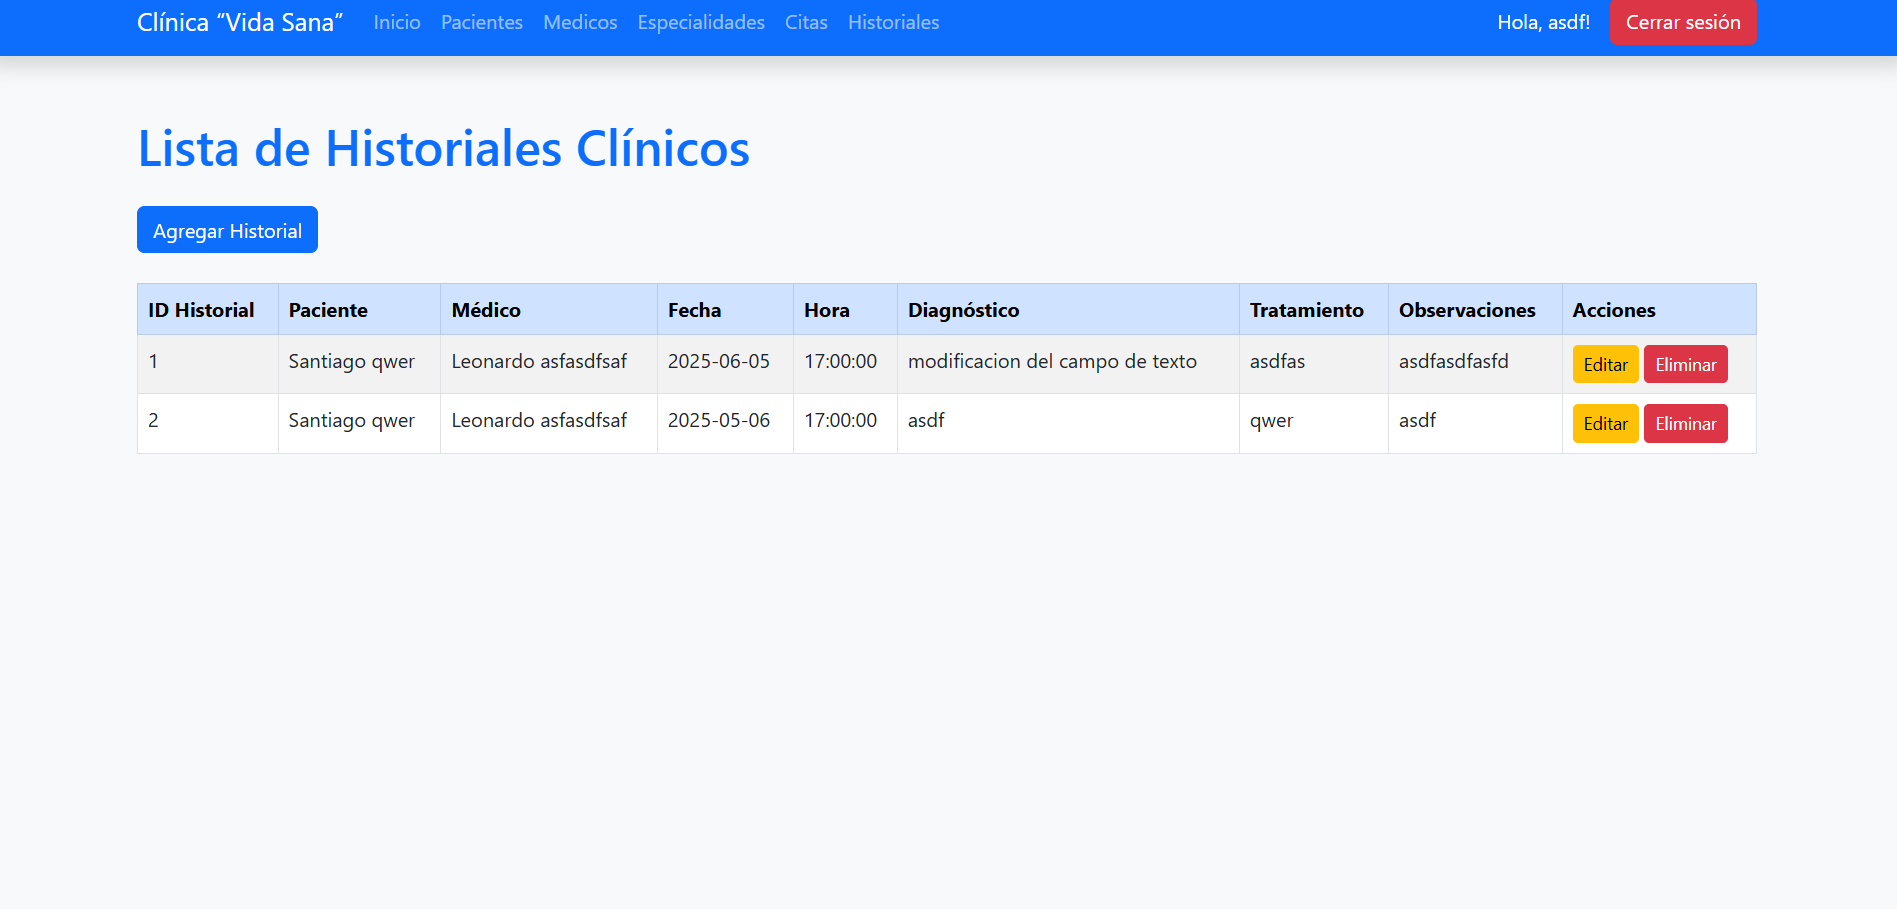 Clínica “Vida Sana” Inicio Pacientes Medicos Especialidades Citas Historiales Hola, asdf! Cerrar sesión
Lista de Historiales Clínicos
Agregar Historial
ID Historial Paciente Médico Fecha Hora Diagnóstico Tratamiento Observaciones Acciones
1 Santiago qwer Leonardo asfasdfsaf 2025-06-05 17:00:00 modificacion del campo de texto asdfas asdfasdfasfd Editar Eliminar
2 Santiago qwer Leonardo asfasdfsaf 2025-05-06 17:00:00 asdf qwer asdf Editar Eliminar